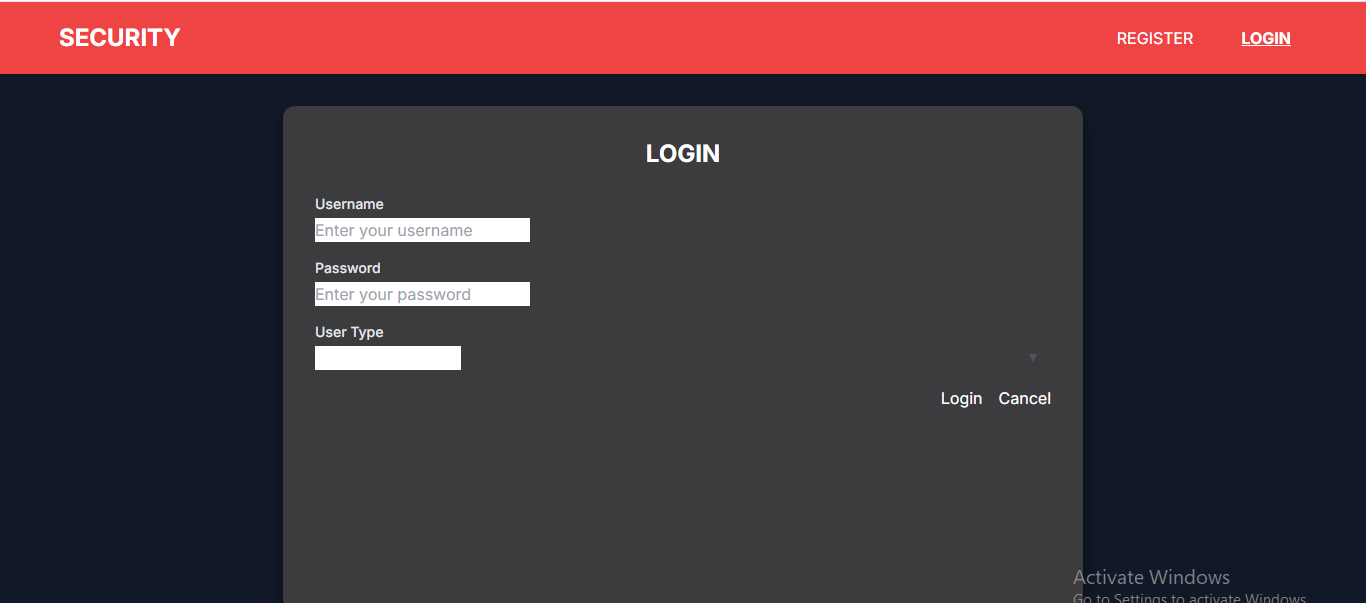 SECURITY
REGISTER
LOGIN
LOGIN
Username
Enter your username
Password
Enter your password
User Type
▼
Login
Cancel
Activate Windows
Go to Settings to activate Windows